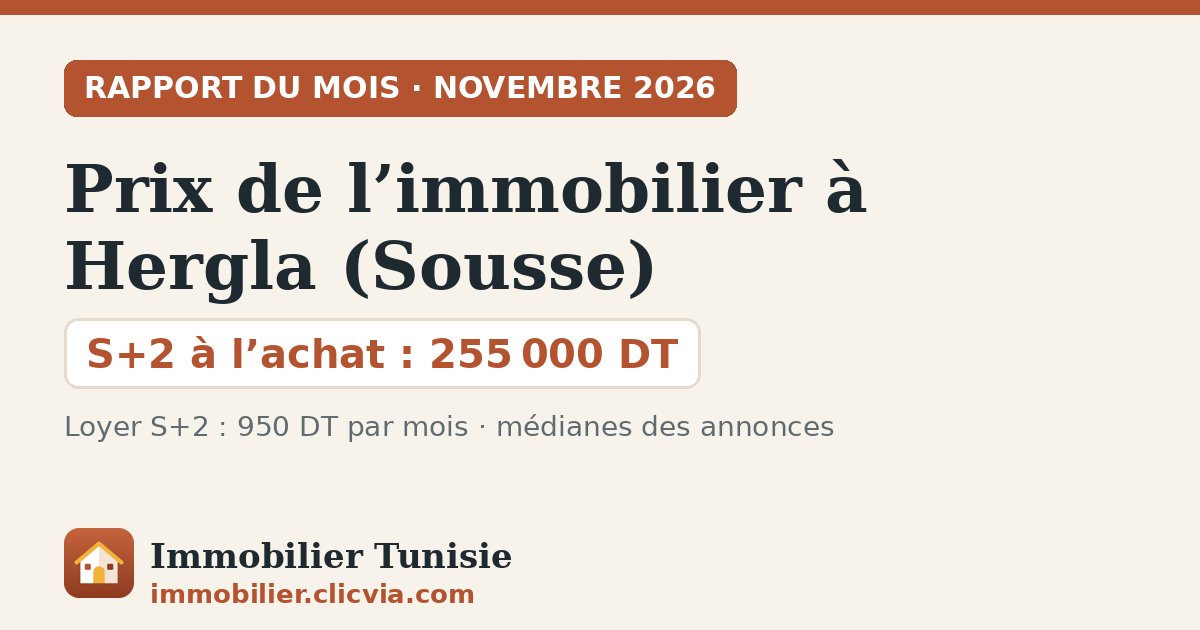 RAPPORT DU MOIS · NOVEMBRE 2026
Prix de l’immobilier à
Hergla (Sousse)
S+2 à l’achat : 255 000 DT
Loyer S+2 : 950 DT par mois · médianes des annonces
Immobilier Tunisie
immobilier.clicvia.com